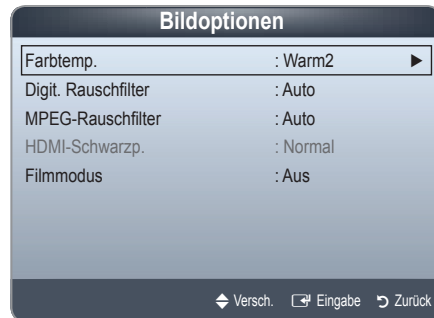 Bildoptionen
Farbtemp. : Warm2 ►
Digit. Rauschfilter : Auto
MPEG-Rauschfilter : Auto
HDMI-Schwarzp. : Normal
Filmmodus : Aus
Versch. Eingabe Zurück